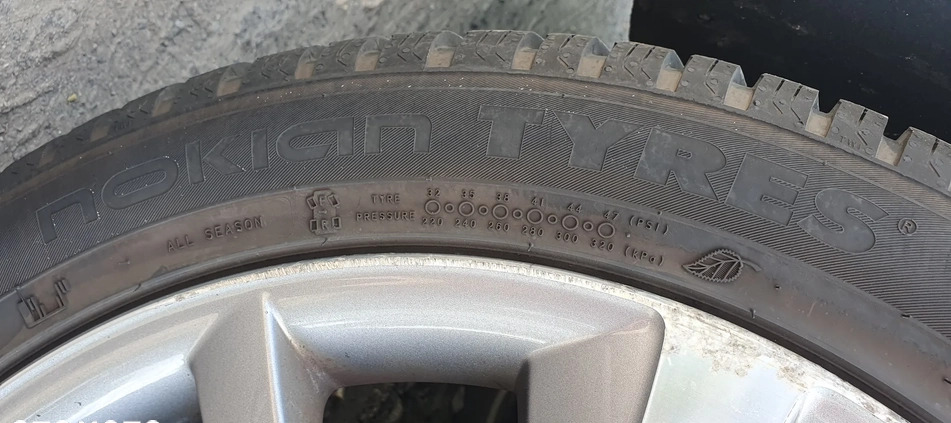 nokian TYRES®
ALL SEASON
TYRE PRESSURE
32 35 38 41 44 47 (PSI)
220 240 260 280 300 320 (KPa)